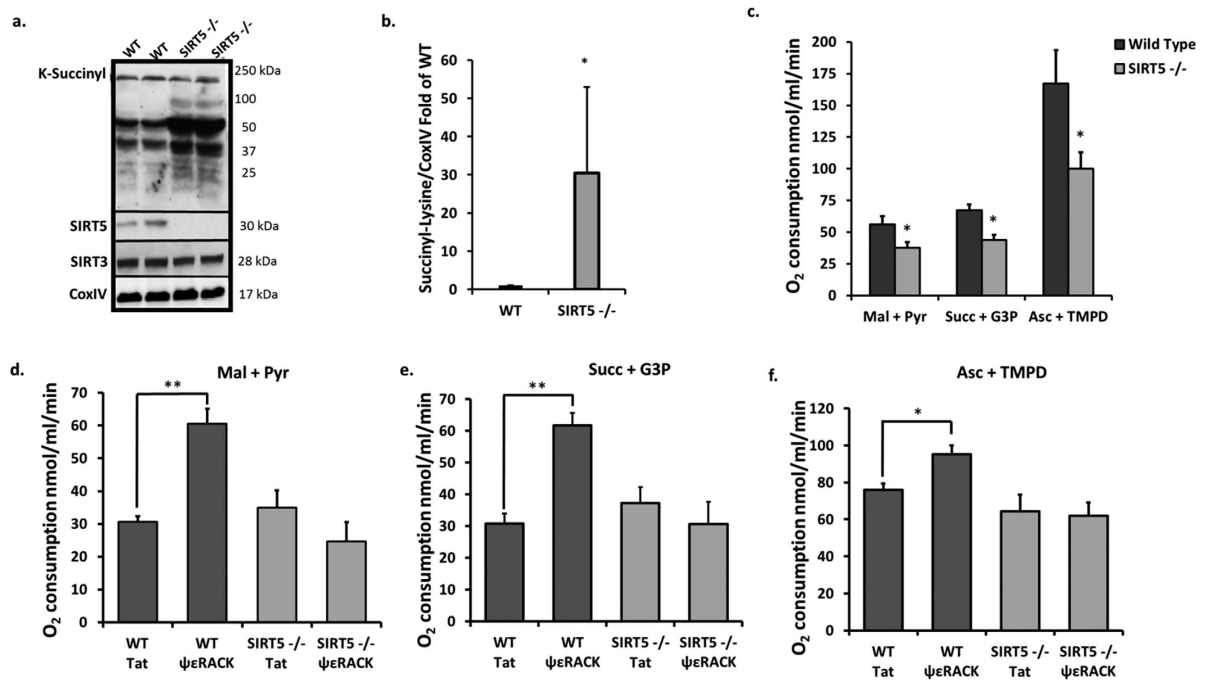 a.
WT
WT
SIRT5 -/-
SIRT5 -/-
K-Succinyl
250 kDa
100
50
37
25
SIRT5
30 kDa
SIRT3
28 kDa
CoxIV
17 kDa
b.
Succinyl-Lysine/CoxIV Fold of WT
60
50
40
30
20
10
0
*
WT
SIRT5 -/-
c.
O2 consumption nmol/ml/min
200
175
150
125
100
75
50
25
0
*
*
*
Mal + Pyr
Succ + G3P
Asc + TMPD
Wild Type
SIRT5 -/-
d.
Mal + Pyr
O2 consumption nmol/ml/min
70
60
50
40
30
20
10
0
**
WT Tat
WT ψεRACK
SIRT5 -/- Tat
SIRT5 -/- ψεRACK
e.
Succ + G3P
O2 consumption nmol/ml/min
70
60
50
40
30
20
10
0
**
WT Tat
WT ψεRACK
SIRT5 -/- Tat
SIRT5 -/- ψεRACK
f.
Asc + TMPD
O2 consumption nmol/ml/min
120
100
80
60
40
20
0
*
WT Tat
WT ψεRACK
SIRT5 -/- Tat
SIRT5 -/- ψεRACK